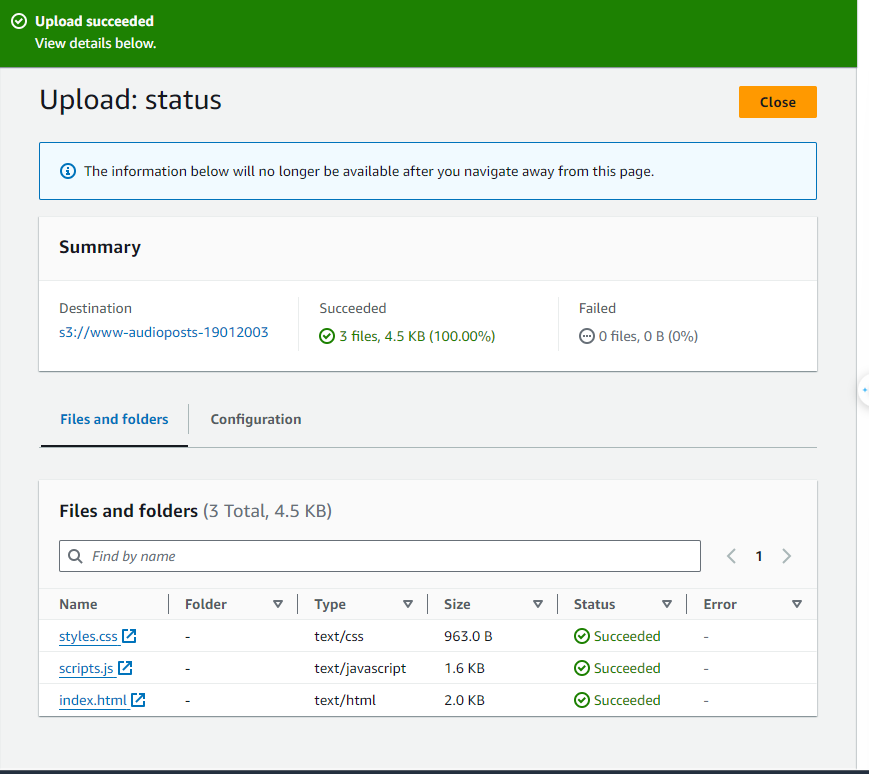 Upload succeeded
View details below.
Upload: status
Close
The information below will no longer be available after you navigate away from this page.
Summary
Destination
s3://www-audioposts-19012003
Succeeded
3 files, 4.5 KB (100.00%)
Failed
0 files, 0 B (0%)
Files and folders
Configuration
Files and folders (3 Total, 4.5 KB)
Find by name
1
Name Folder Type Size Status Error
styles.css - text/css 963.0 B Succeeded -
scripts.js - text/javascript 1.6 KB Succeeded -
index.html - text/html 2.0 KB Succeeded -